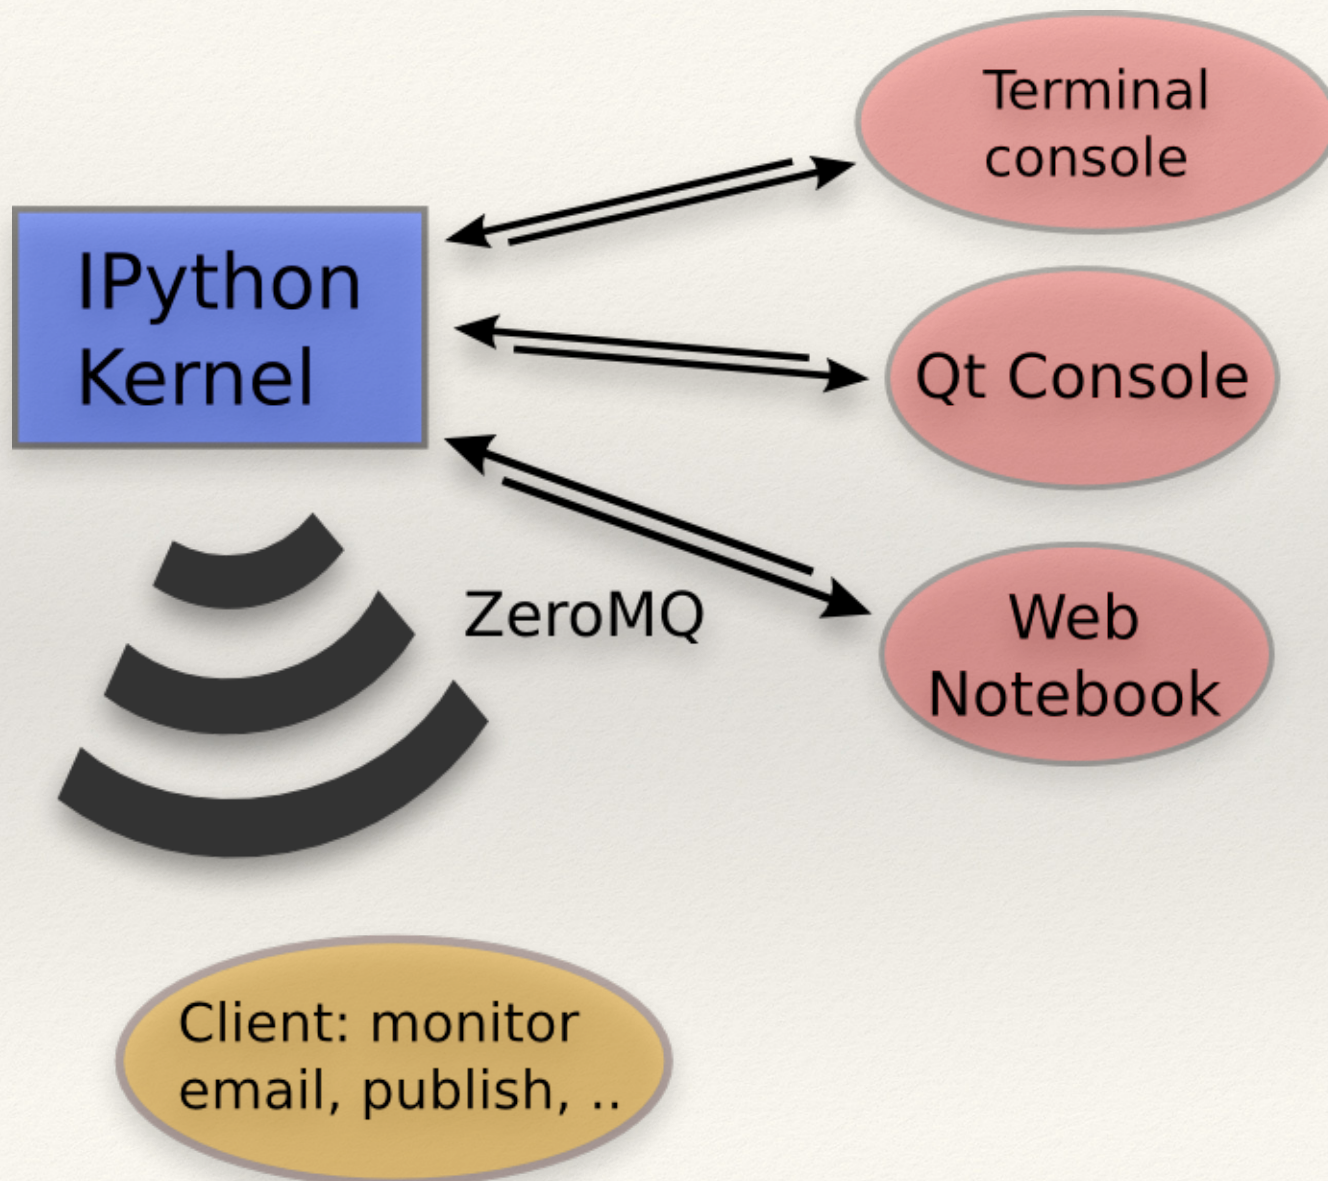 Terminal
console
IPython
Kernel
Qt Console
ZeroMQ
Web
Notebook
Client: monitor
email, publish, ..